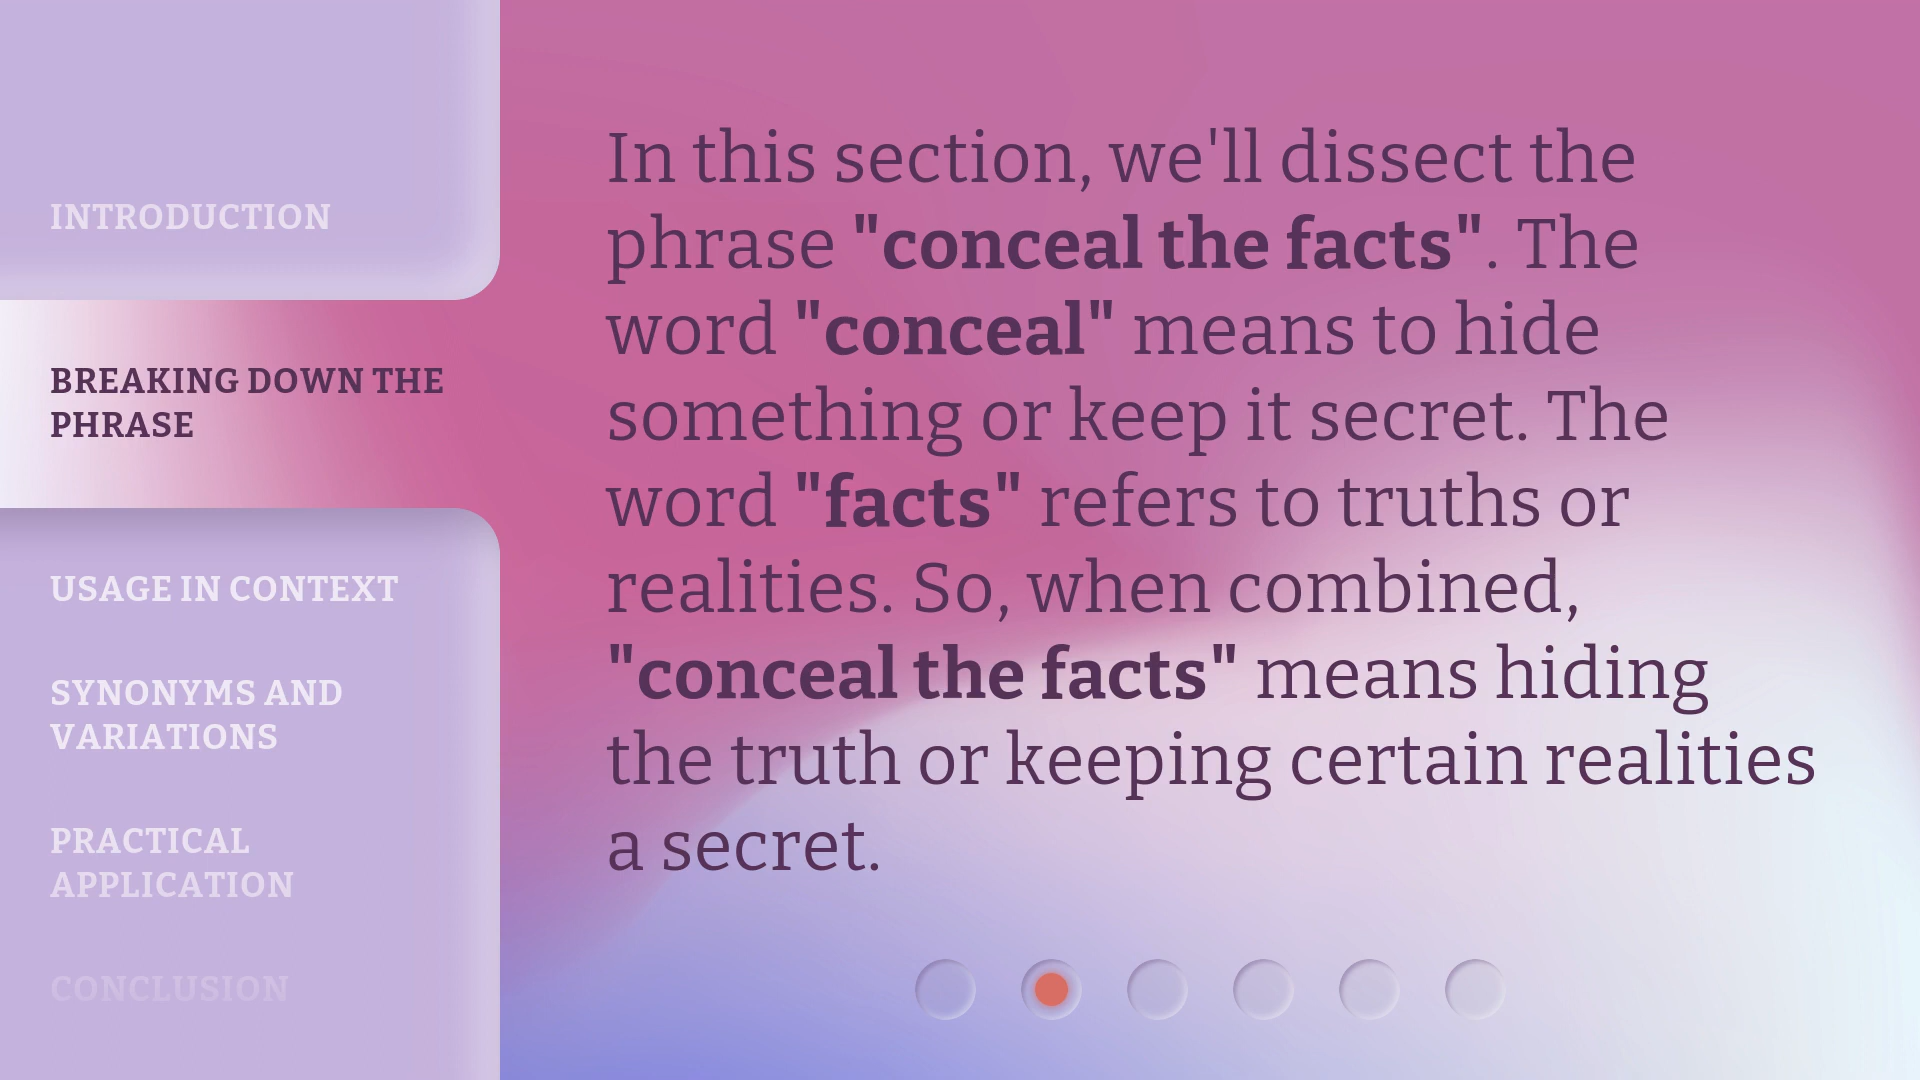 INTRODUCTION
BREAKING DOWN THE
PHRASE
USAGE IN CONTEXT
SYNONYMS AND
VARIATIONS
PRACTICAL
APPLICATION
CONCLUSION
In this section, we'll dissect the
phrase "conceal the facts". The
word "conceal" means to hide
something or keep it secret. The
word "facts" refers to truths or
realities. So, when combined,
"conceal the facts" means hiding
the truth or keeping certain realities
a secret.